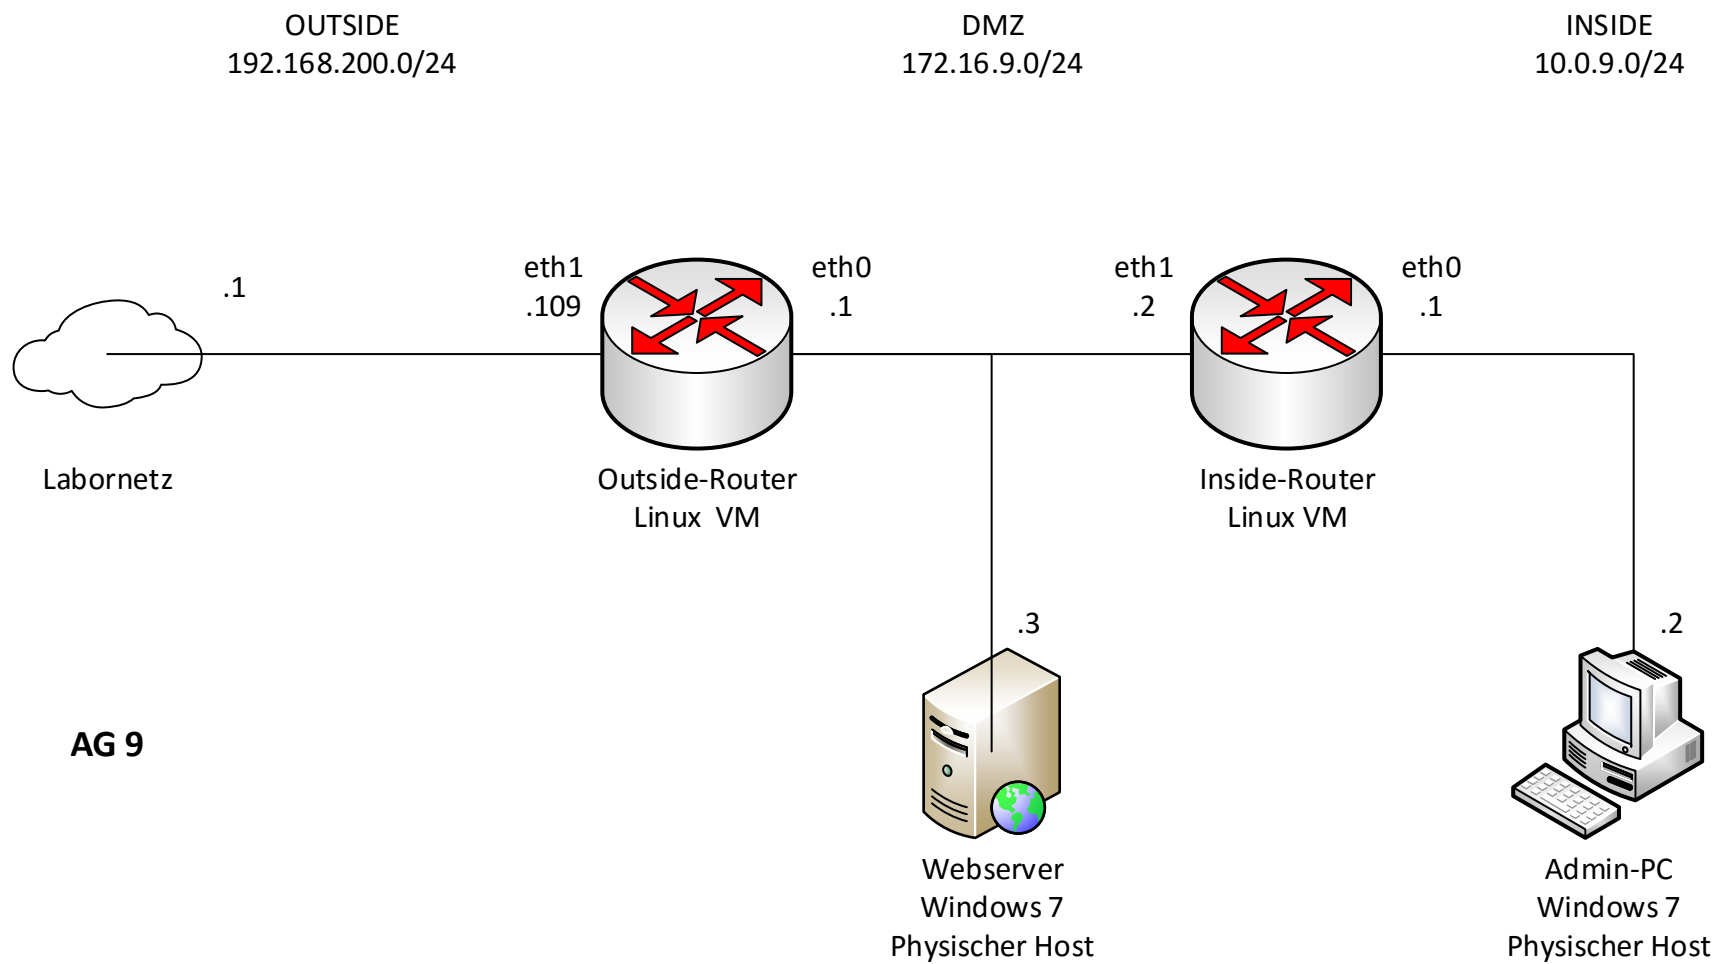 OUTSIDE
192.168.200.0/24
DMZ
172.16.9.0/24
INSIDE
10.0.9.0/24
.1
eth1
.109
eth0
.1
eth1
.2
eth0
.1
Labornetz
Outside-Router
Linux VM
Inside-Router
Linux VM
.3
.2
AG 9
Webserver
Windows 7
Physischer Host
Admin-PC
Windows 7
Physischer Host